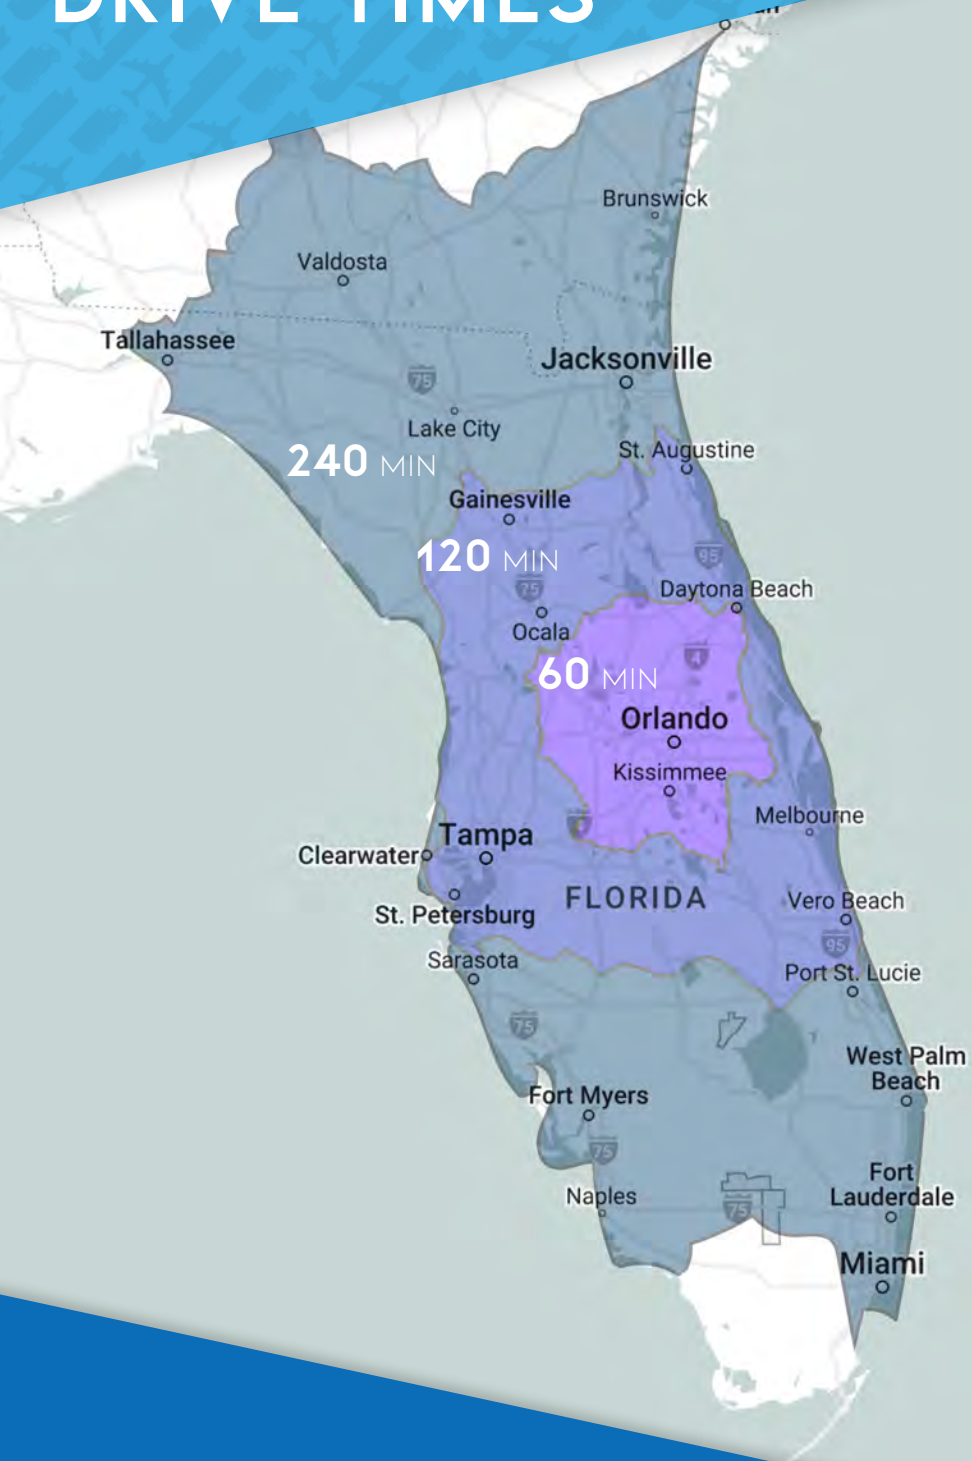 DRIVE TIMES
Brunswick
Valdosta
Tallahassee
Jacksonville
75
Lake City
St. Augustine
240 MIN
Gainesville
120 MIN
95
75
Daytona Beach
Ocala
4
60 MIN
Orlando
Kissimmee
Melbourne
Tampa
Clearwater
FLORIDA
Vero Beach
St. Petersburg
95
Sarasota
Port St. Lucie
75
West Palm
Beach
Fort Myers
75
Fort
Lauderdale
Naples
75
Miami